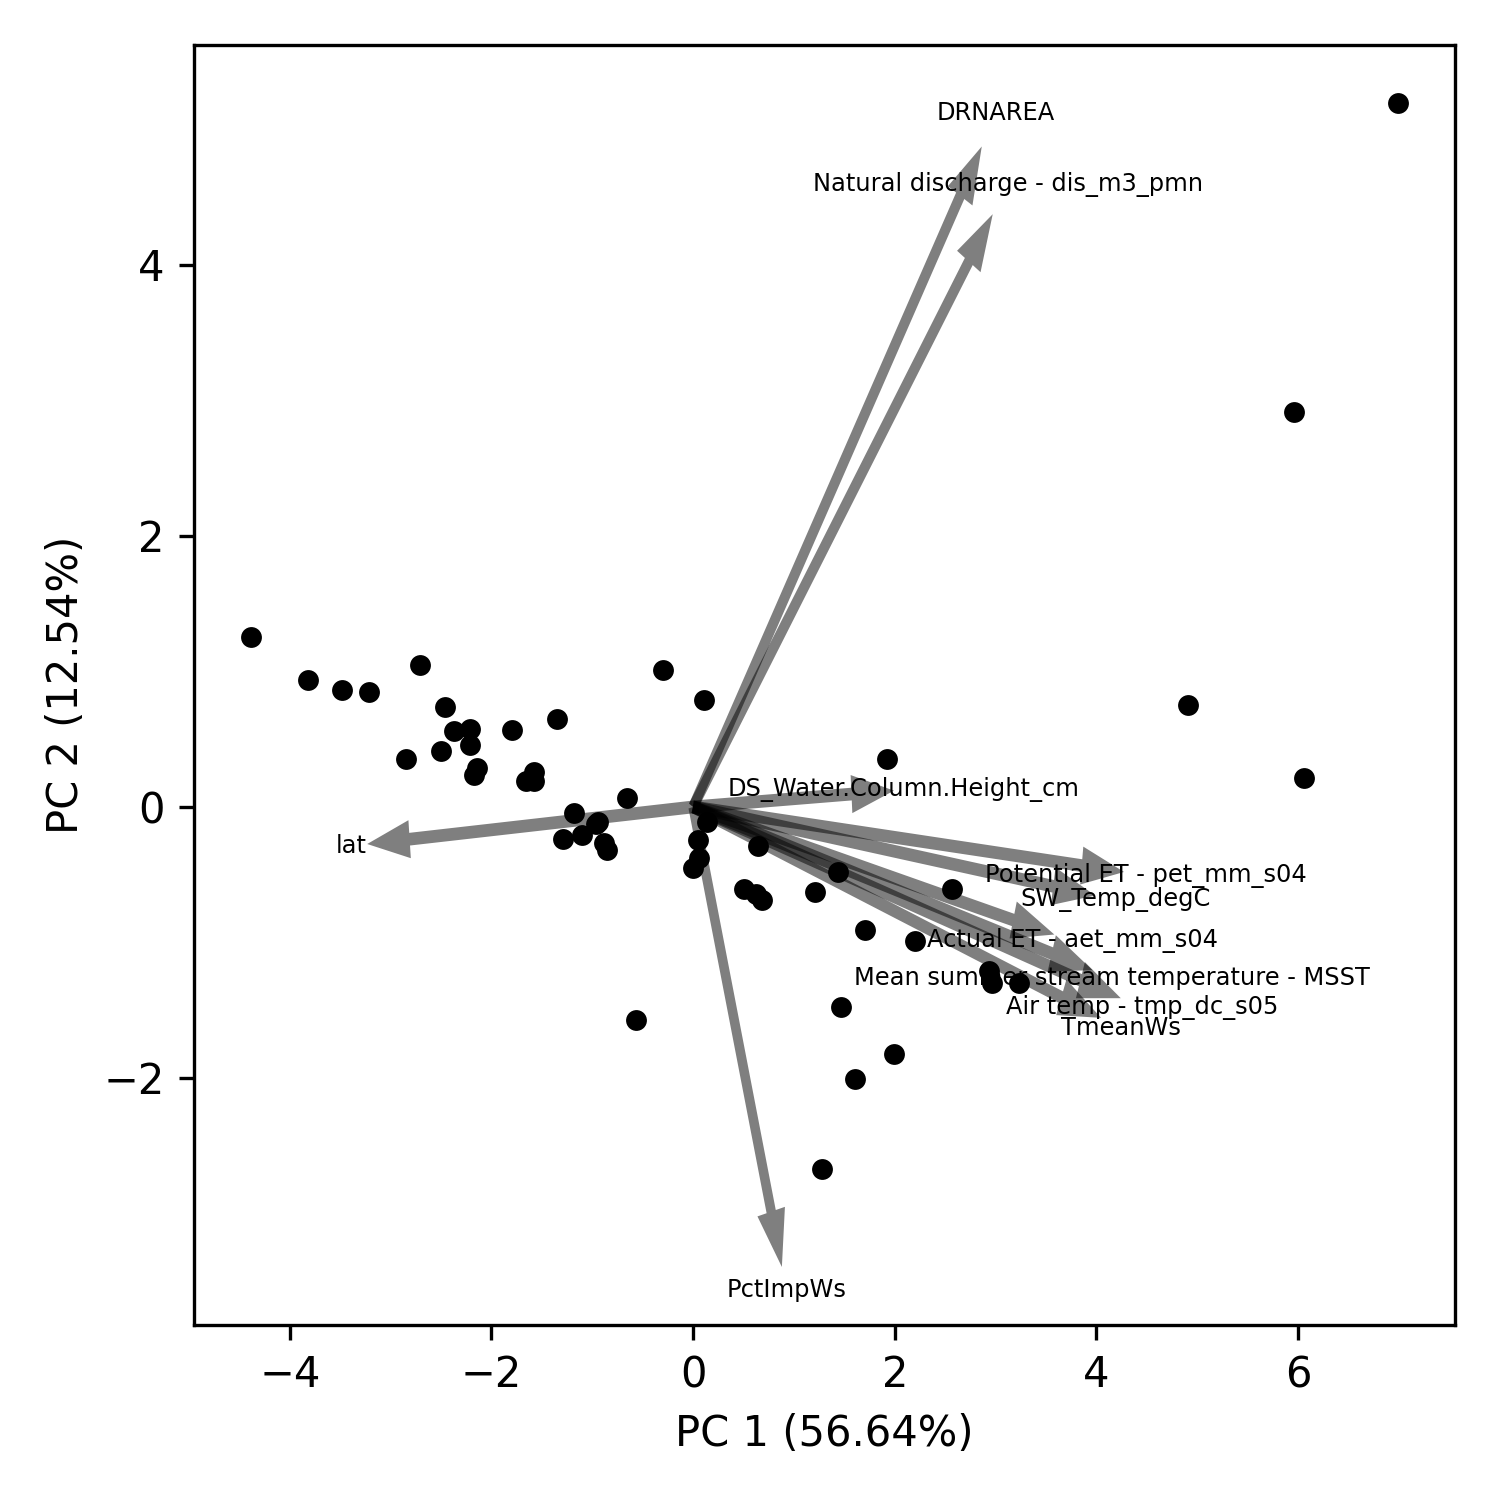 DRNAREA
Natural discharge - dis_m3_pmn
4
2
DS_Water.Column.Height_cm
0
lat
Potential ET - pet_mm_s04
SW_Temp_degC
Actual ET - aet_mm_s04
Mean summer stream temperature - MSST
Air temp - tmp_dc_s05
TmeanWs
−2
PctImpWs
−4 −2 0 2 4 6
PC 1 (56.64%)
PC 2 (12.54%)